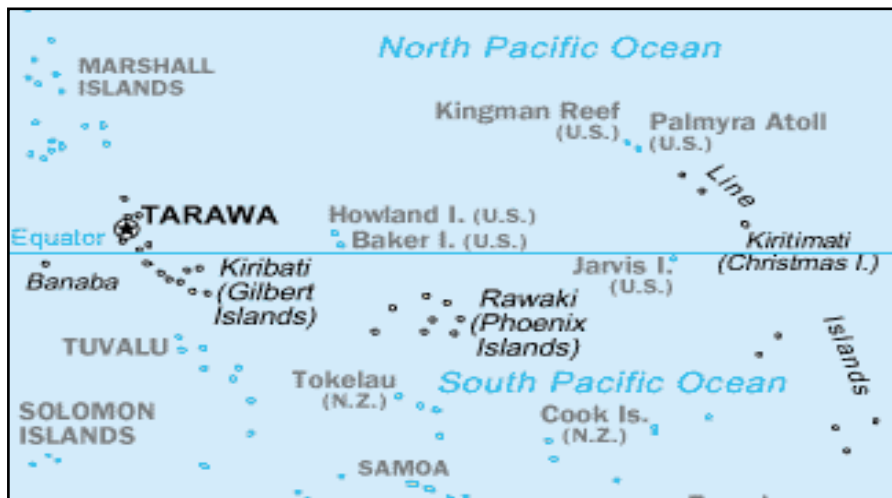 North Pacific Ocean
MARSHALL
ISLANDS
Kingman Reef
(U.S.)
Palmyra Atoll
(U.S.)
Line
TARAWA
Howland I. (U.S.)
Baker I. (U.S.)
Equator
Kiritimati
(Christmas I.)
Jarvis I.
(U.S.)
Banaba
Kiribati
(Gilbert
Islands)
Rawaki
(Phoenix
Islands)
Islands
TUVALU
Tokelau
(N.Z.)
South Pacific Ocean
Cook Is.
(N.Z.)
SOLOMON
ISLANDS
SAMOA